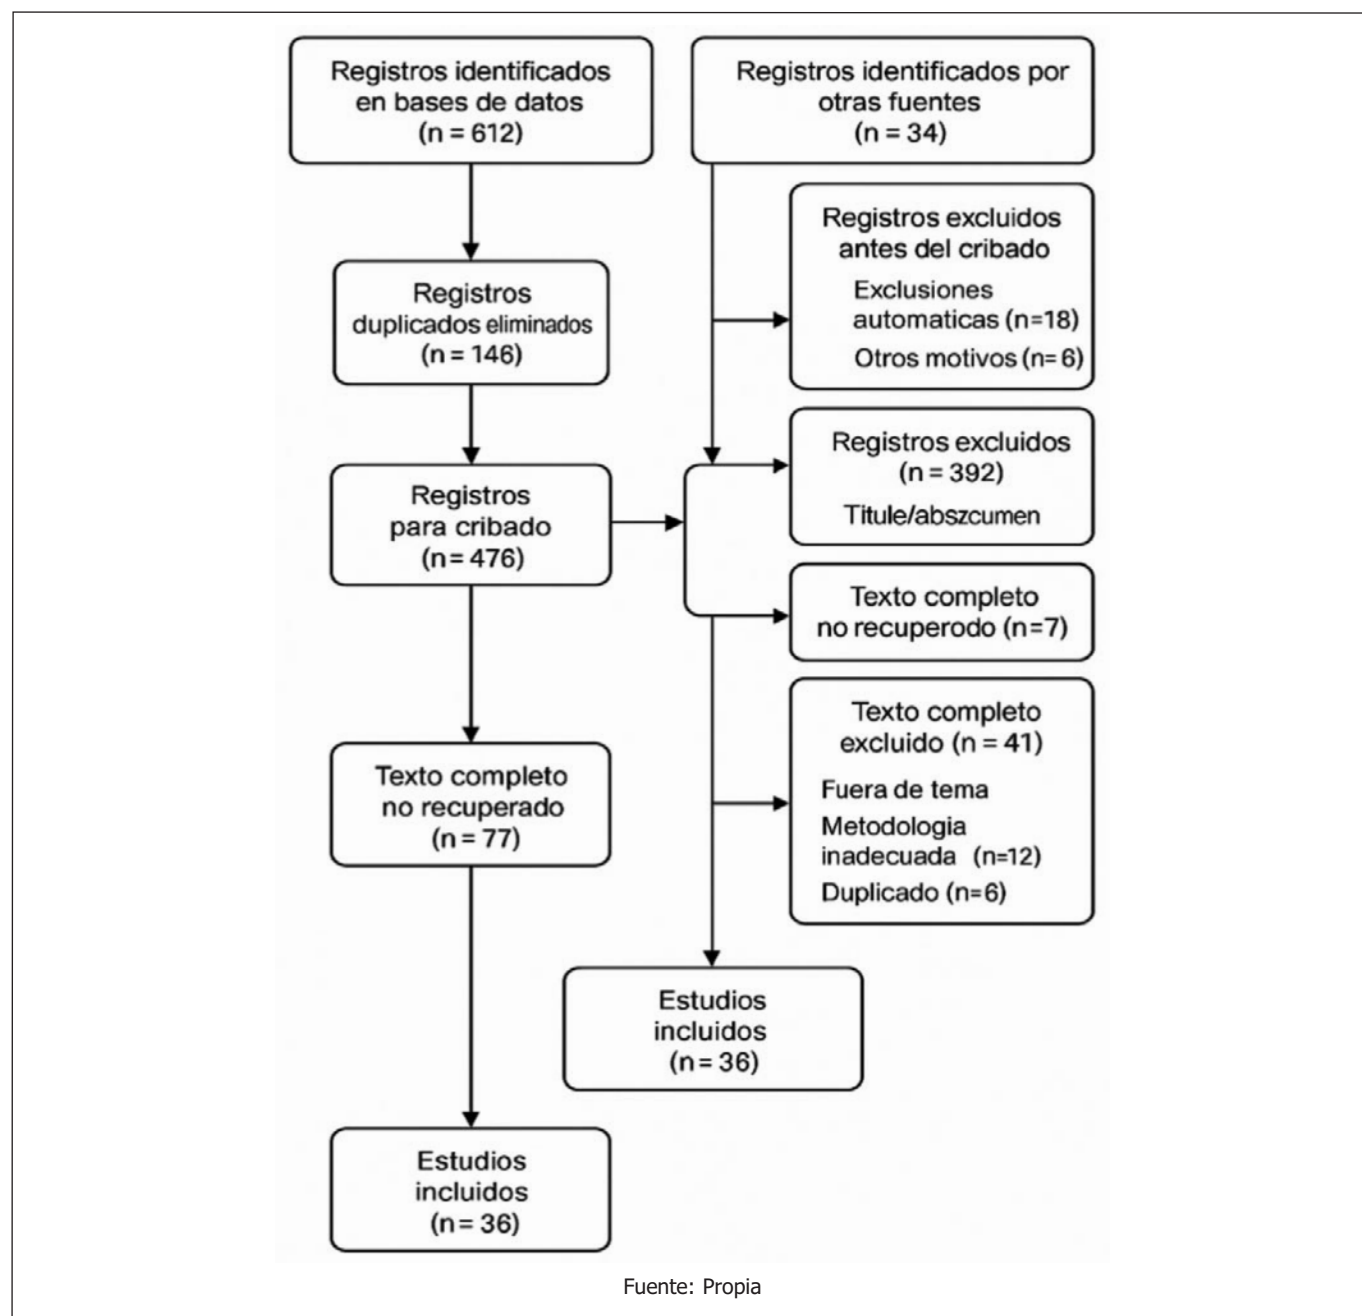 Registros identificados
en bases de datos
(n = 612)
Registros identificados por
otras fuentes
(n = 34)
Registros excluidos
antes del cribado
Exclusiones
automaticas (n=18)
Otros motivos (n= 6)
Registros
duplicados eliminados
(n = 146)
Registros excluidos
(n = 392)
Titule/abszcumen
Registros
para cribado
(n = 476)
Texto completo
no recuperodo (n=7)
Texto completo
excluido (n = 41)
Fuera de tema
Metodologia
inadecuada (n=12)
Duplicado (n=6)
Texto completo
no recuperado
(n = 77)
Estudios
incluidos
(n = 36)
Estudios
incluidos
(n = 36)
Fuente: Propia